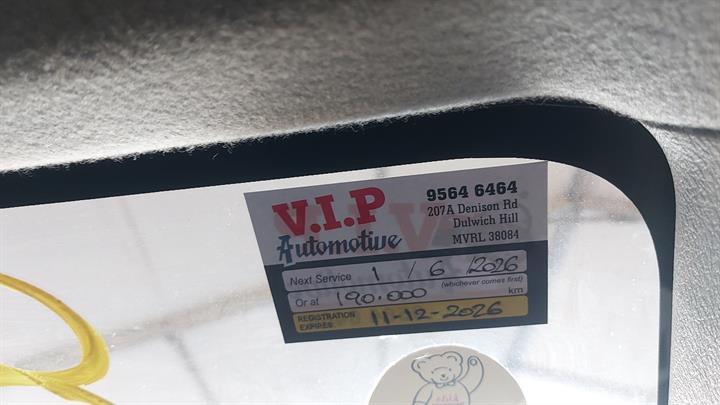 V.I.P
Automotive
9564 6464
207A Denison Rd
Dulwich Hill
MVRL 38084
Next Service 1 / 6 / 2026
(whichever comes first)
Or at 190.000 km
REGISTRATION
EXPIRES 11-12-2026